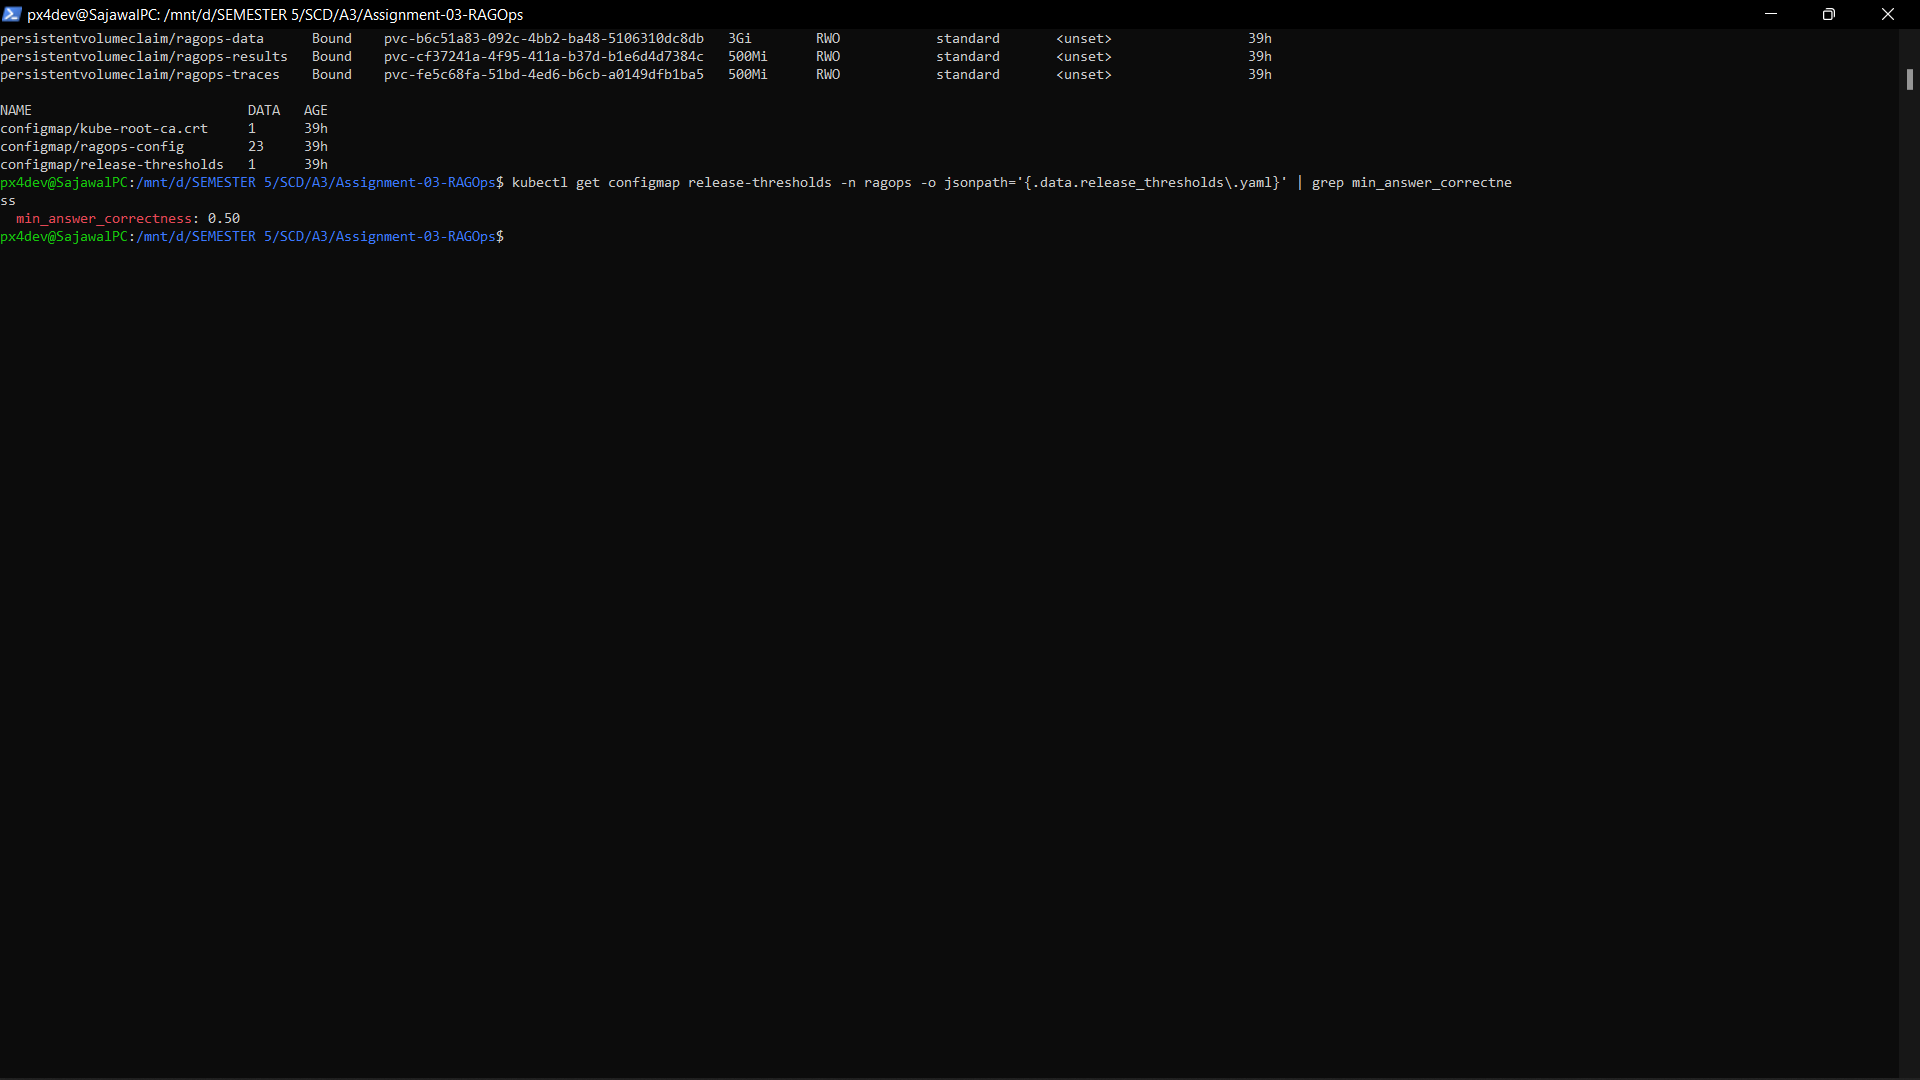 px4dev@SajawalPC: /mnt/d/SEMESTER 5/SCD/A3/Assignment-03-RAGOps
persistentvolumeclaim/ragops-data      Bound    pvc-b6c51a83-092c-4bb2-ba48-5106310dc8db   3Gi        RWO            standard       <unset>                 39h
persistentvolumeclaim/ragops-results   Bound    pvc-cf37241a-4f95-411a-b37d-b1e6d4d7384c   500Mi      RWO            standard       <unset>                 39h
persistentvolumeclaim/ragops-traces    Bound    pvc-fe5c68fa-51bd-4ed6-b6cb-a0149dfb1ba5   500Mi      RWO            standard       <unset>                 39h
NAME                           DATA   AGE
configmap/kube-root-ca.crt     1      39h
configmap/ragops-config        23     39h
configmap/release-thresholds   1      39h
px4dev@SajawalPC:/mnt/d/SEMESTER 5/SCD/A3/Assignment-03-RAGOps$ kubectl get configmap release-thresholds -n ragops -o jsonpath='{.data.release_thresholds\.yaml}' | grep min_answer_correctne
ss
  min_answer_correctness: 0.50
px4dev@SajawalPC:/mnt/d/SEMESTER 5/SCD/A3/Assignment-03-RAGOps$